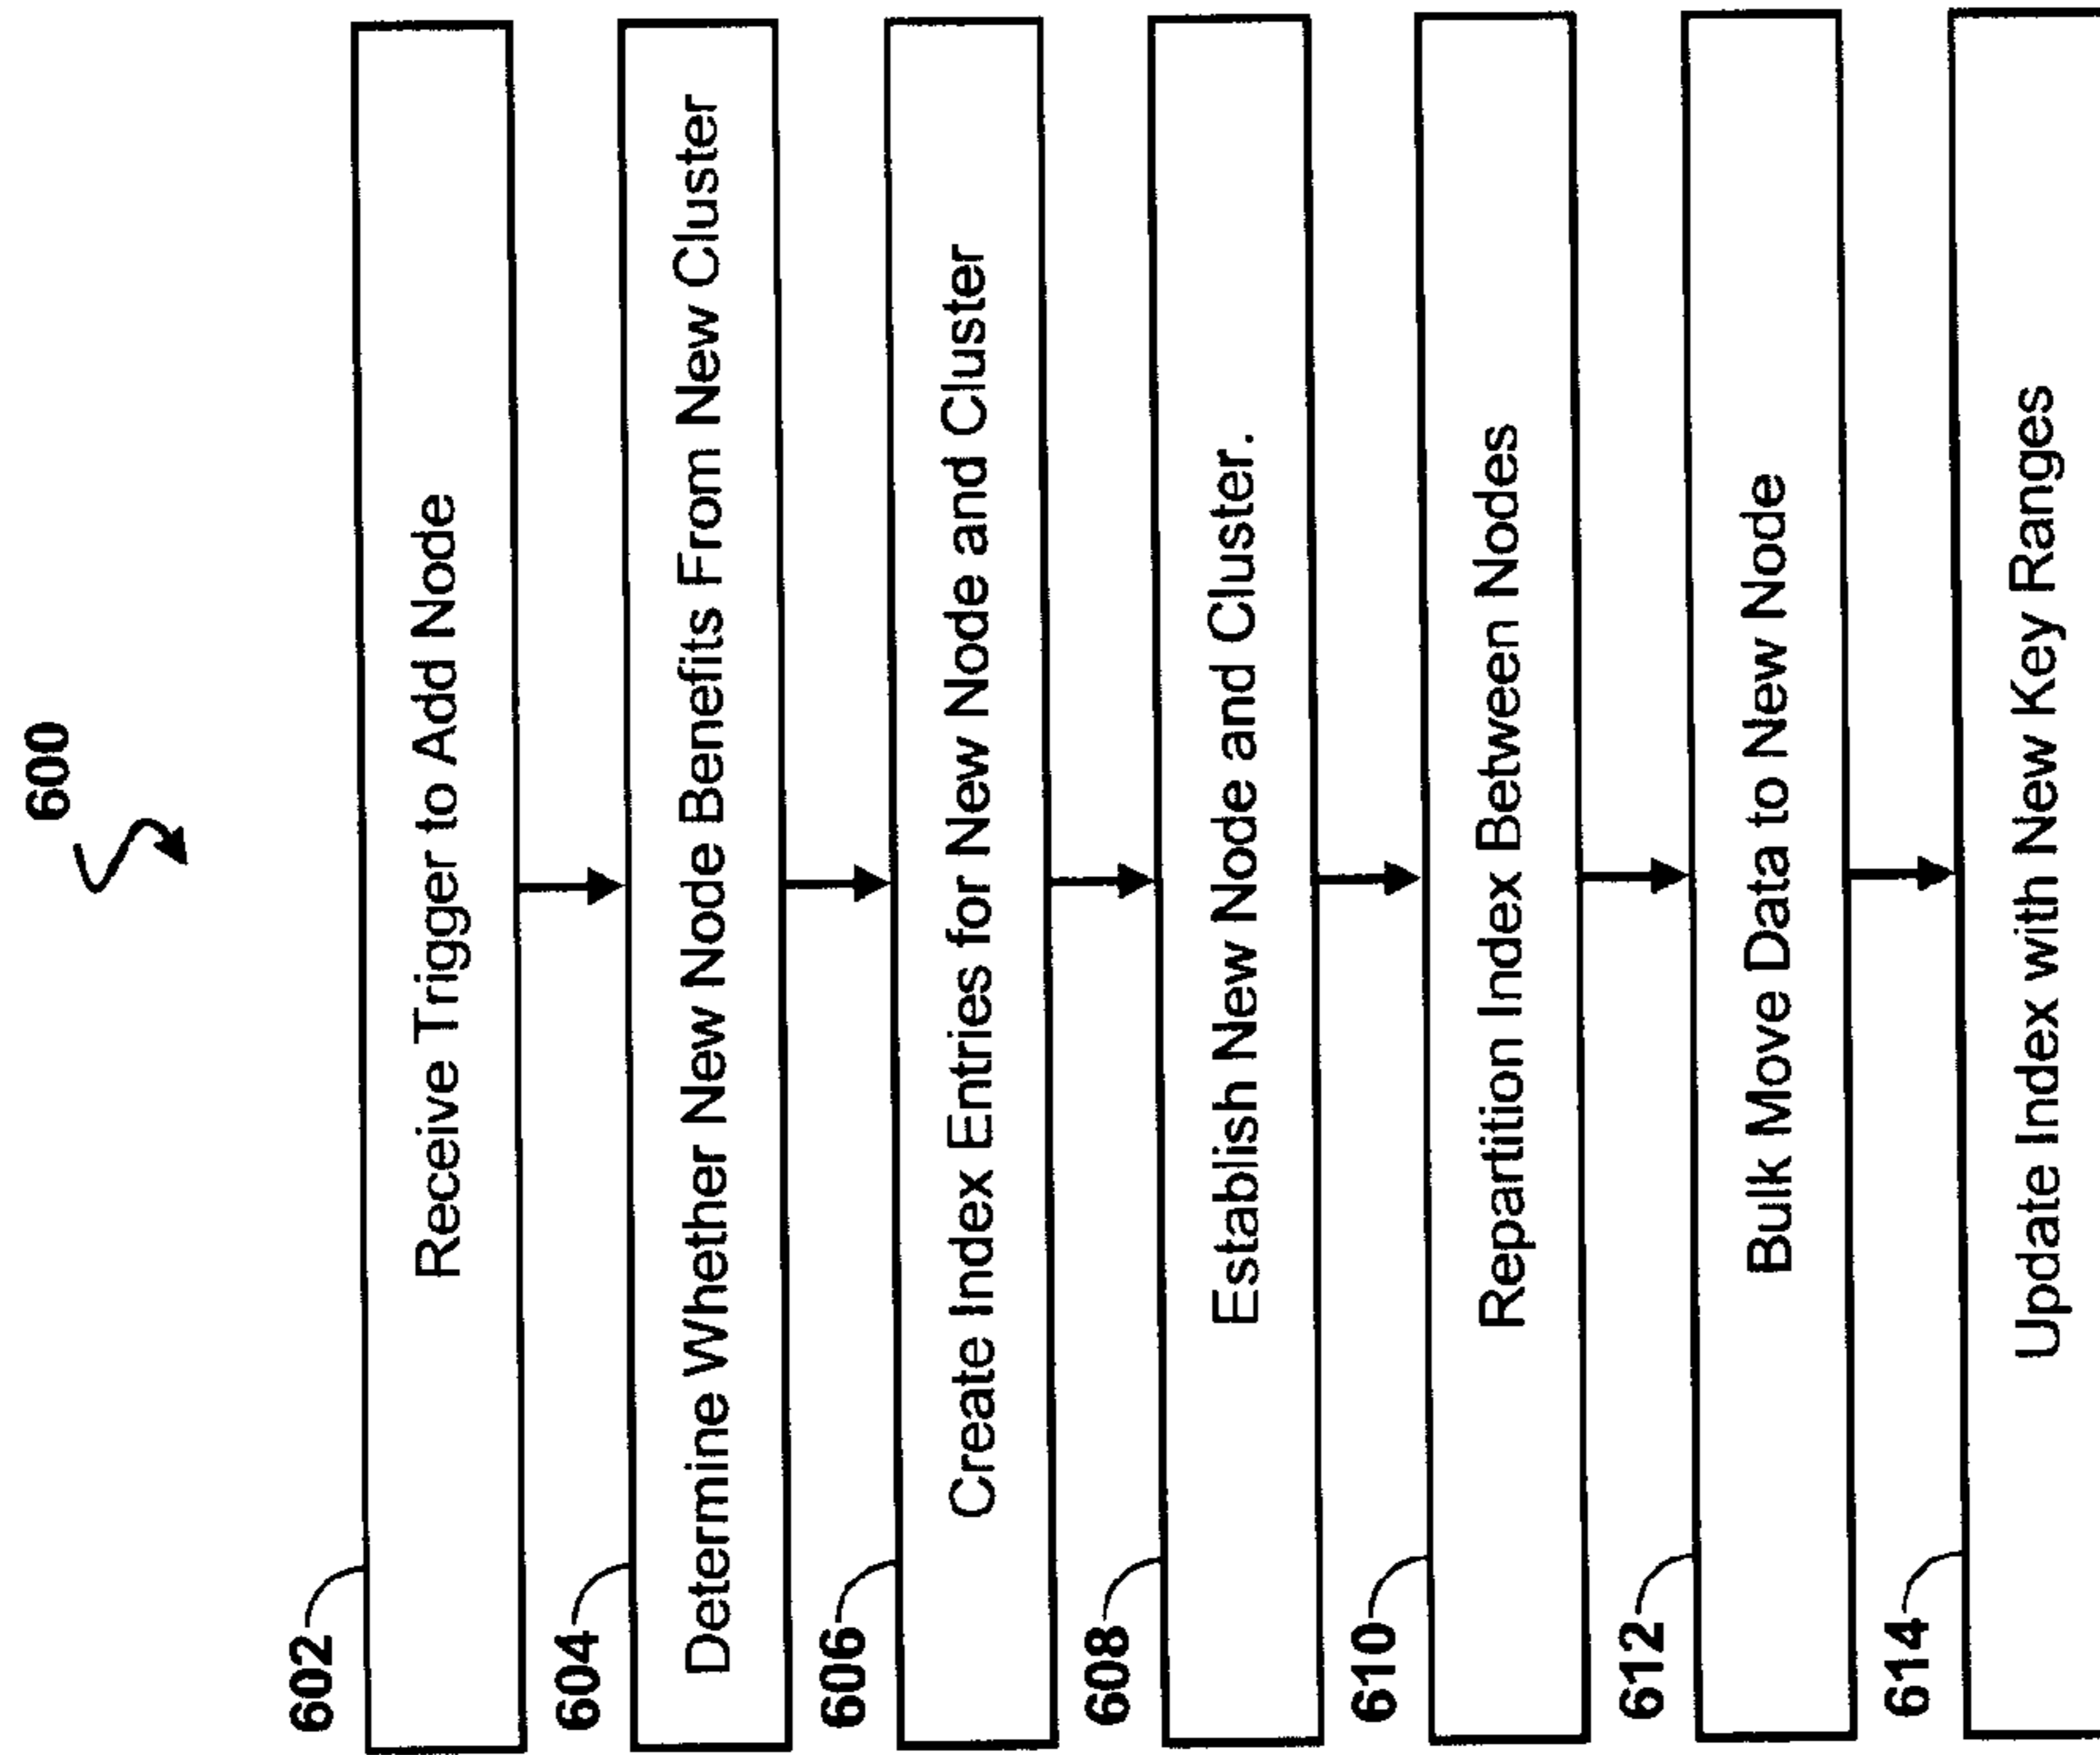 600
602
Receive Trigger to Add Node
604
Determine Whether New Node Benefits From New Cluster
606
Create Index Entries for New Node and Cluster
608
Establish New Node and Cluster.
610
Repartition Index Between Nodes
612
Bulk Move Data to New Node
614
Update Index with New Key Ranges